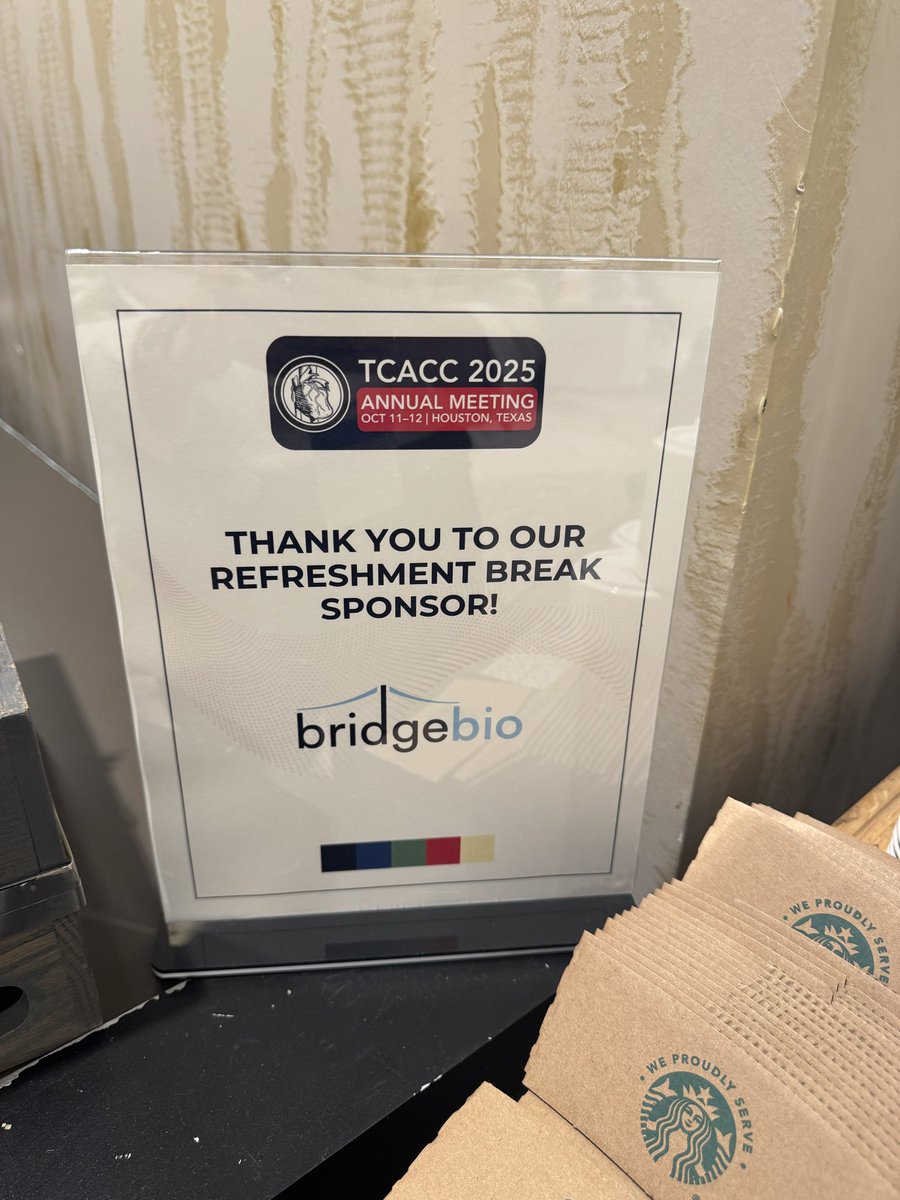 TCACC 2025
ANNUAL MEETING
OCT 11–12 | HOUSTON, TEXAS
THANK YOU TO OUR
REFRESHMENT BREAK
SPONSOR!
bridgebio
• WE PROUDLY SERVE
• WE PROUDLY SERVE •